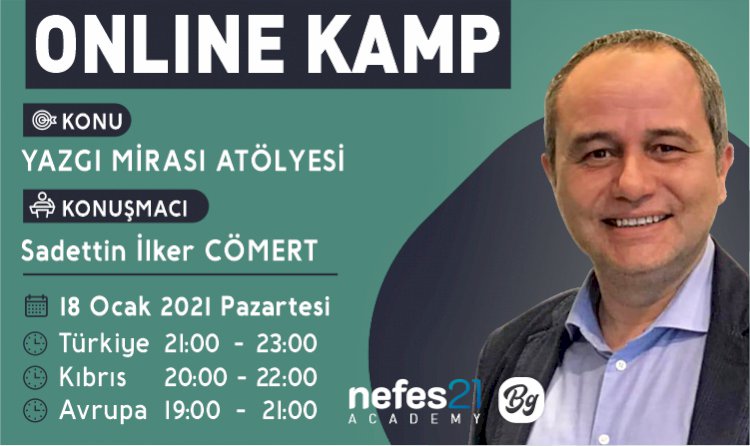 ONLINE KAMP
KONU
YAZGI MİRASI ATÖLYESİ
KONUŞMACI
Sadettin İlker CÖMERT
18 Ocak 2021 Pazartesi
Türkiye 21:00 - 23:00
Kıbrıs 20:00 - 22:00
Avrupa 19:00 - 21:00
nefes21
ACADEMY
Bg